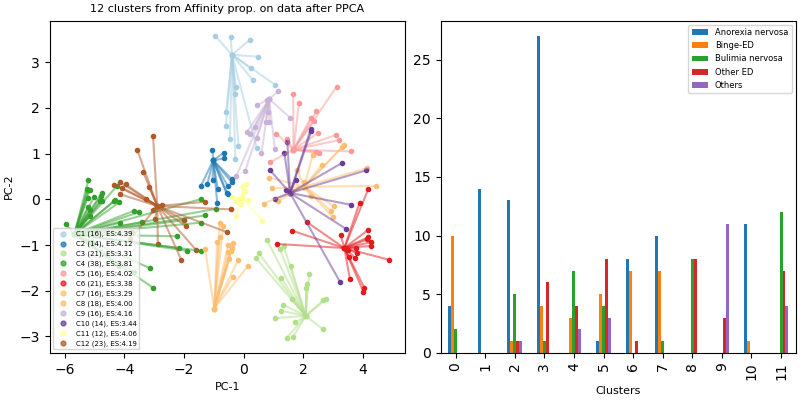 12 clusters from Affinity prop. on data after PPCA
PC-2
3
2
1
0
−1
−2
−3
C1 (16), ES:4.39
C2 (14), ES:4.12
C3 (21), ES:3.31
C4 (38), ES:3.81
C5 (16), ES:4.02
C6 (21), ES:3.38
C7 (16), ES:3.29
C8 (18), ES:4.00
C9 (16), ES:4.16
C10 (14), ES:3.44
C11 (12), ES:4.06
C12 (23), ES:4.19
−6 −4 −2 0 2 4
PC-1
25
20
15
10
5
0
Anorexia nervosa
Binge-ED
Bulimia nervosa
Other ED
Others
0 1 2 3 4 5 6 7 8 9 10 11
Clusters